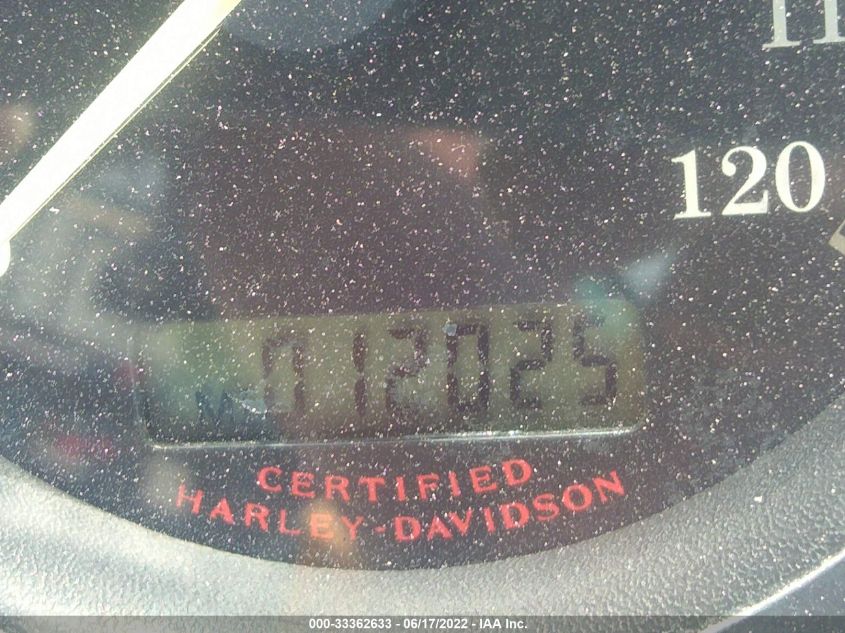 120
M 012025
CERTIFIED
HARLEY-DAVIDSON
000-33362633 - 06/17/2022 - IAA Inc.